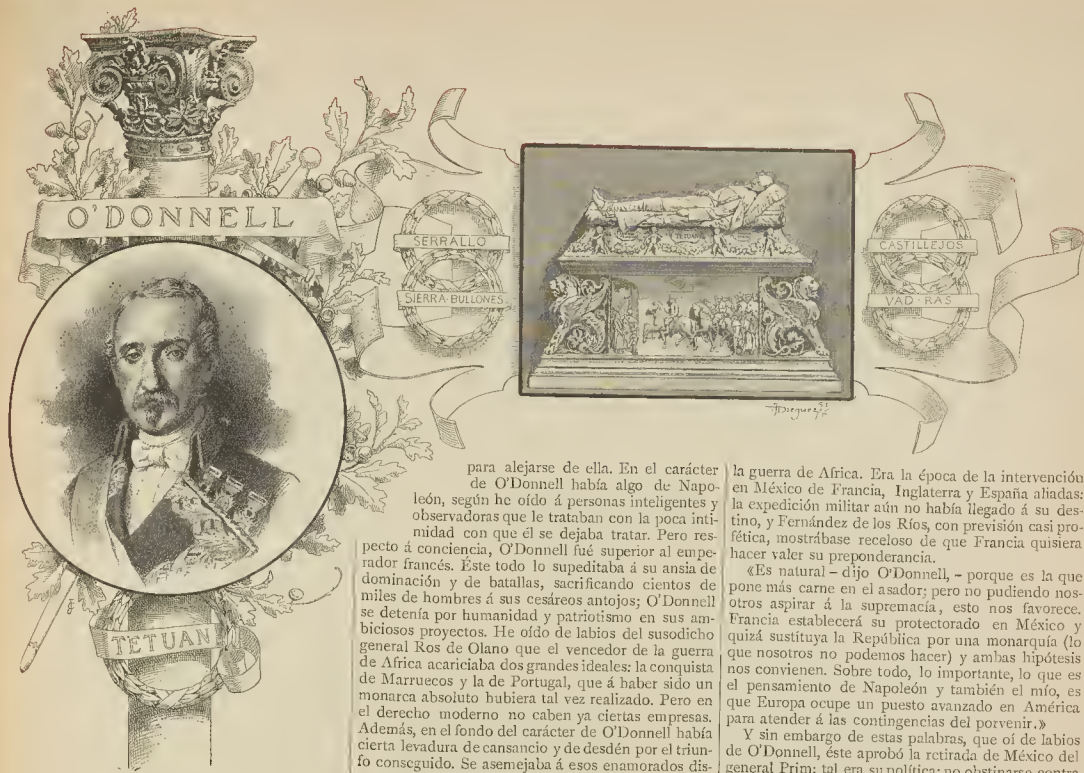 O'DONNELL
TETUAN
SERRALLO
SIERRA-BULLONES
CASTILLEJOS
VAD-RAS
para alejarse de ella. En el carácter
de O'Donnell había algo de Napo-
león, según he oído á personas inteligentes y
observadoras que le trataban con la poca inti-
midad con que él se dejaba tratar. Pero res-
pecto á conciencia, O'Donnell fué superior al empe-
rador francés. Éste todo lo supeditaba á su ansia de
dominación y de batallas, sacrificando cientos de
miles de hombres á sus cesáreos antojos; O'Donnell
se detenía por humanidad y patriotismo en sus am-
biciosos proyectos. He oído de labios del susodicho
general Ros de Olano que el vencedor de la guerra
de Africa acariciaba dos grandes ideales: la conquista
de Marruecos y la de Portugal, que á haber sido un
monarca absoluto hubiera tal vez realizado. Pero en
el derecho moderno no caben ya ciertas empresas.
Además, en el fondo del carácter de O'Donnell había
cierta levadura de cansancio y de desdén por el triun-
fo conseguido. Se asemejaba á esos enamorados dis-
la guerra de Africa. Era la época de la intervención
en México de Francia, Inglaterra y España aliadas:
la expedición militar aún no había llegado á su des-
tino, y Fernández de los Ríos, con previsión casi pro-
fética, mostrábase receloso de que Francia quisiera
hacer valer su preponderancia.
«Es natural – dijo O'Donnell, – porque es la que
pone más carne en el asador; pero no pudiendo nos-
otros aspirar á la supremacía, esto nos favorece.
Francia establecerá su protectorado en México y
quizá sustituya la República por una monarquía (lo
que nosotros no podemos hacer) y ambas hipótesis
nos convienen. Sobre todo, lo importante, lo que es
el pensamiento de Napoleón y también el mío, es
que Europa ocupe un puesto avanzado en América
para atender á las contingencias del porvenir.»
Y sin embargo de estas palabras, que oí de labios
de O'Donnell, éste aprobó la retirada de México del
general Prim: tal era su política: no obstinarse contra